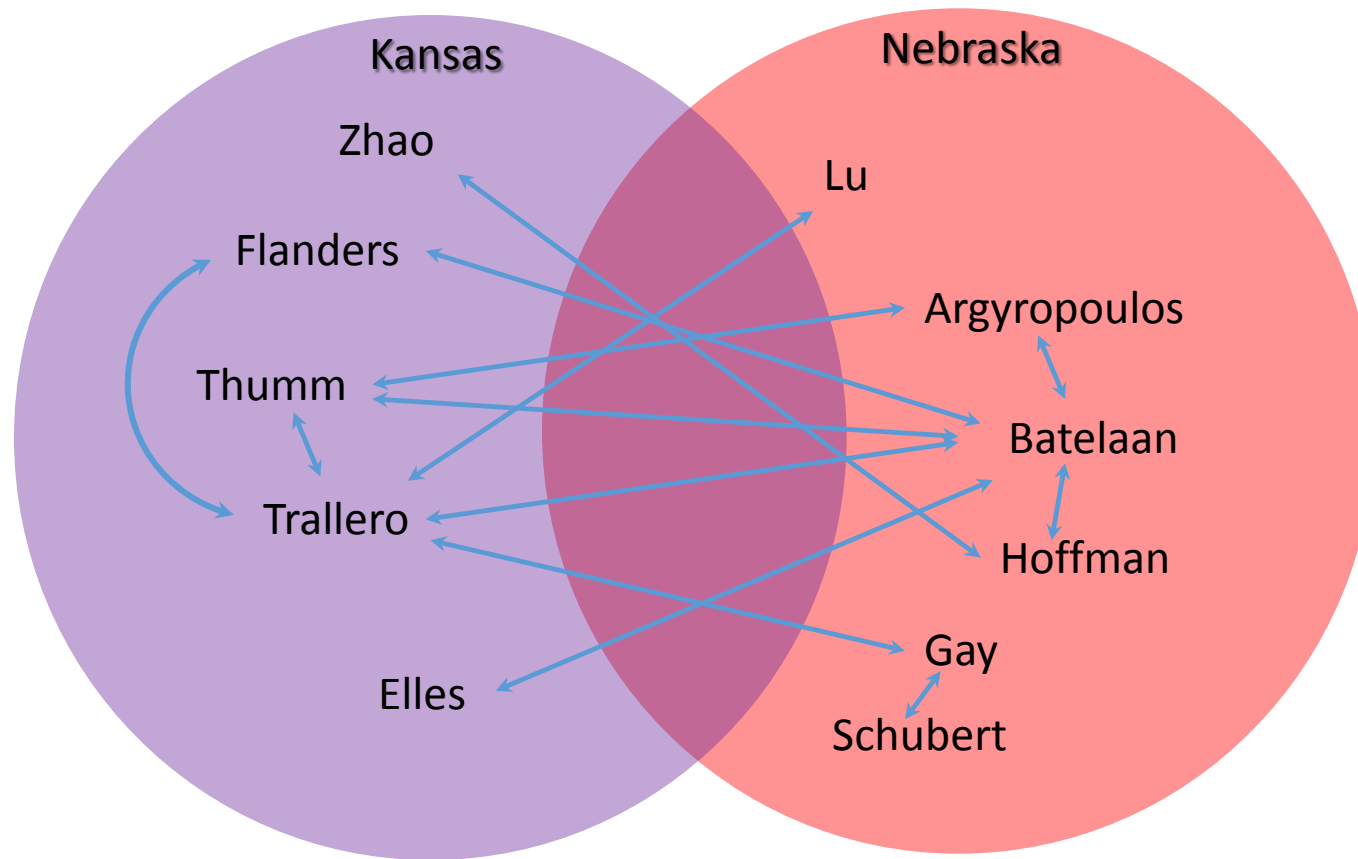 Kansas
Nebraska
Zhao
Lu
Flanders
Argyropoulos
Thumm
Batelaan
Trallero
Hoffman
Gay
Elles
Schubert